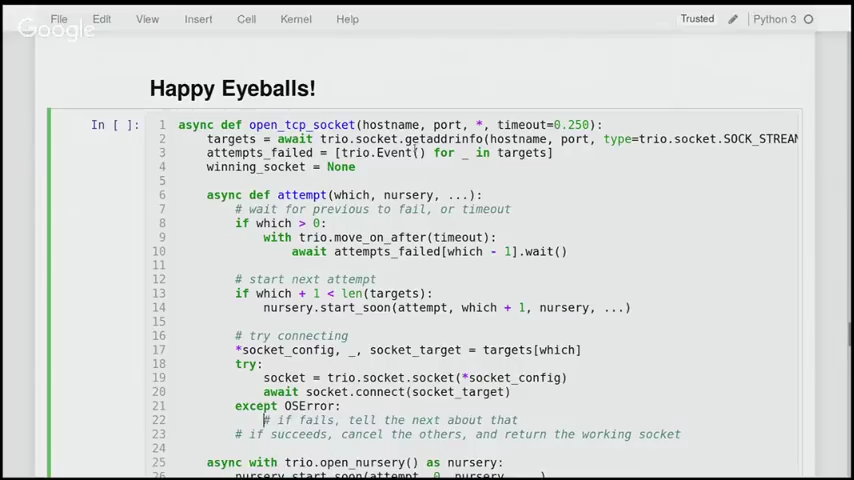 File Edit View Insert Cell Kernel Help Trusted Python 3
Google
Happy Eyeballs!
In [ ]:
1 async def open_tcp_socket(hostname, port, *, timeout=0.250):
2 targets = await trio.socket.getaddrinfo(hostname, port, type=trio.socket.SOCK_STREAM
3 attempts_failed = [trio.Event() for _ in targets]
4 winning_socket = None
5
6 async def attempt(which, nursery, ...):
7 # wait for previous to fail, or timeout
8 if which > 0:
9 with trio.move_on_after(timeout):
10 await attempts_failed[which - 1].wait()
11
12 # start next attempt
13 if which + 1 < len(targets):
14 nursery.start_soon(attempt, which + 1, nursery, ...)
15
16 # try connecting
17 *socket_config, _, socket_target = targets[which]
18 try:
19 socket = trio.socket.socket(*socket_config)
20 await socket.connect(socket_target)
21 except OSError:
22 # if fails, tell the next about that
23 # if succeeds, cancel the others, and return the working socket
24
25 async with trio.open_nursery() as nursery:
26 nursery.start_soon(attempt, 0, nursery, ...)